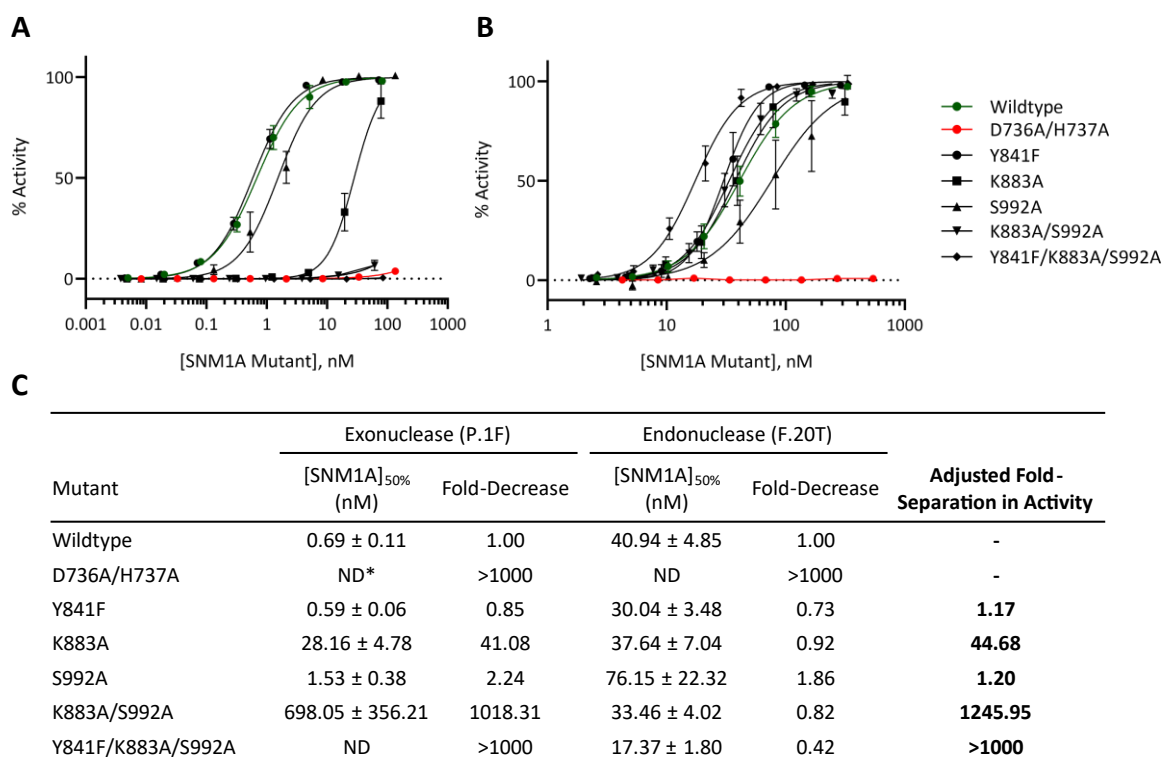 A
B
100
50
0
% Activity
0.001 0.01 0.1 1 10 100 1000
[SNM1A Mutant], nM
100
50
0
% Activity
1 10 100 1000
[SNM1A Mutant], nM
Wildtype
D736A/H737A
Y841F
K883A
S992A
K883A/S992A
Y841F/K883A/S992A
C
Exonuclease (P.1F) Endonuclease (F.20T)
Mutant [SNM1A]50% (nM) Fold-Decrease [SNM1A]50% (nM) Fold-Decrease Adjusted Fold-Separation in Activity
Wildtype 0.69 ± 0.11 1.00 40.94 ± 4.85 1.00 -
D736A/H737A ND* >1000 ND >1000 -
Y841F 0.59 ± 0.06 0.85 30.04 ± 3.48 0.73 1.17
K883A 28.16 ± 4.78 41.08 37.64 ± 7.04 0.92 44.68
S992A 1.53 ± 0.38 2.24 76.15 ± 22.32 1.86 1.20
K883A/S992A 698.05 ± 356.21 1018.31 33.46 ± 4.02 0.82 1245.95
Y841F/K883A/S992A ND >1000 17.37 ± 1.80 0.42 >1000